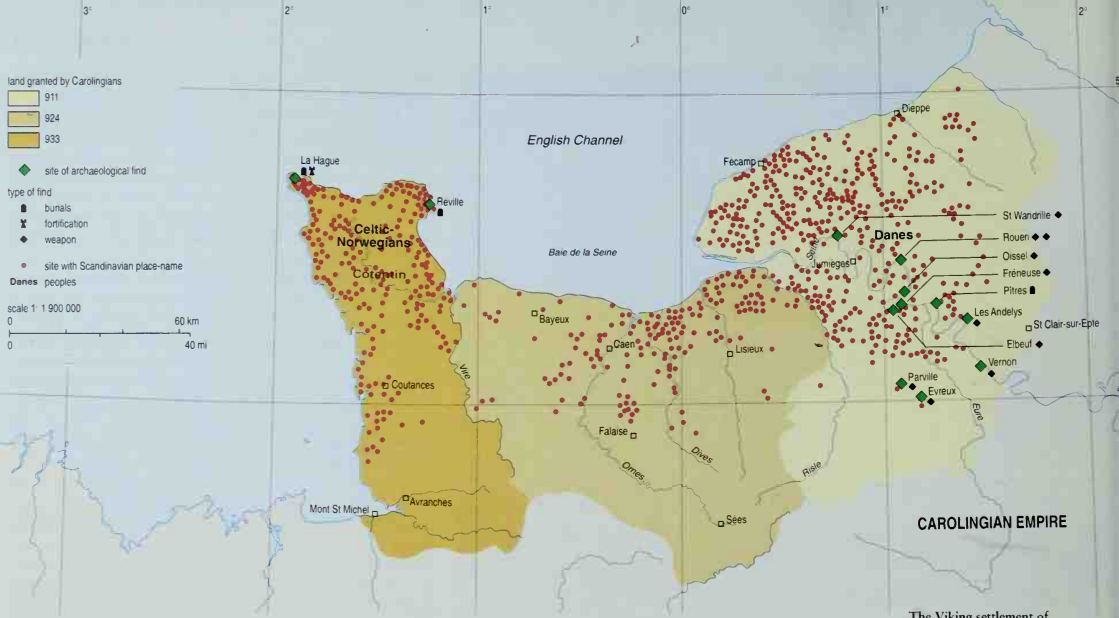 3°
2°
1°
0°
1°
2°
land granted by Carolingians
911
924
933
site of archaeological find
type of find
burials
fortification
weapon
site with Scandinavian place-name
Danes peoples
scale 1: 1 900 000
0 60 km
0 40 mi
English Channel
Baie de la Seine
La Hague
Reville
Celtic-
Norwegians
Cotentin
Coutances
Avranches
Mont St Michel
Vire
Bayeux
Caen
Lisieux
Falaise
Ornes
Dives
Sées
Risle
Dieppe
Fecamp
Seine
Jumieges
Danes
St Wandrille
Rouen
Oissel
Fréneuse
Pîtres
Les Andelys
St Clair-sur-Epte
Elbeuf
Vernon
Parville
Evreux
Eure
CAROLINGIAN EMPIRE
The Viking settlement of